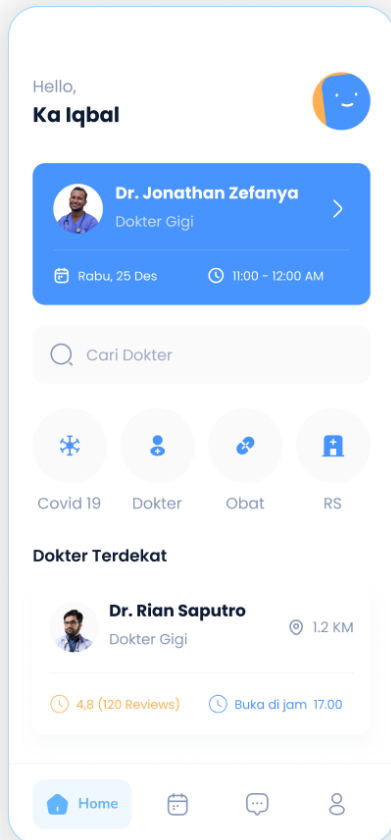 Hello,
Ka Iqbal
Dr. Jonathan Zefanya
Dokter Gigi
Rabu, 25 Des
11:00 - 12:00 AM
Cari Dokter
Covid 19
Dokter
Obat
RS
Dokter Terdekat
Dr. Rian Saputro
Dokter Gigi
1.2 KM
4,8 (120 Reviews)
Buka di jam 17.00
Home